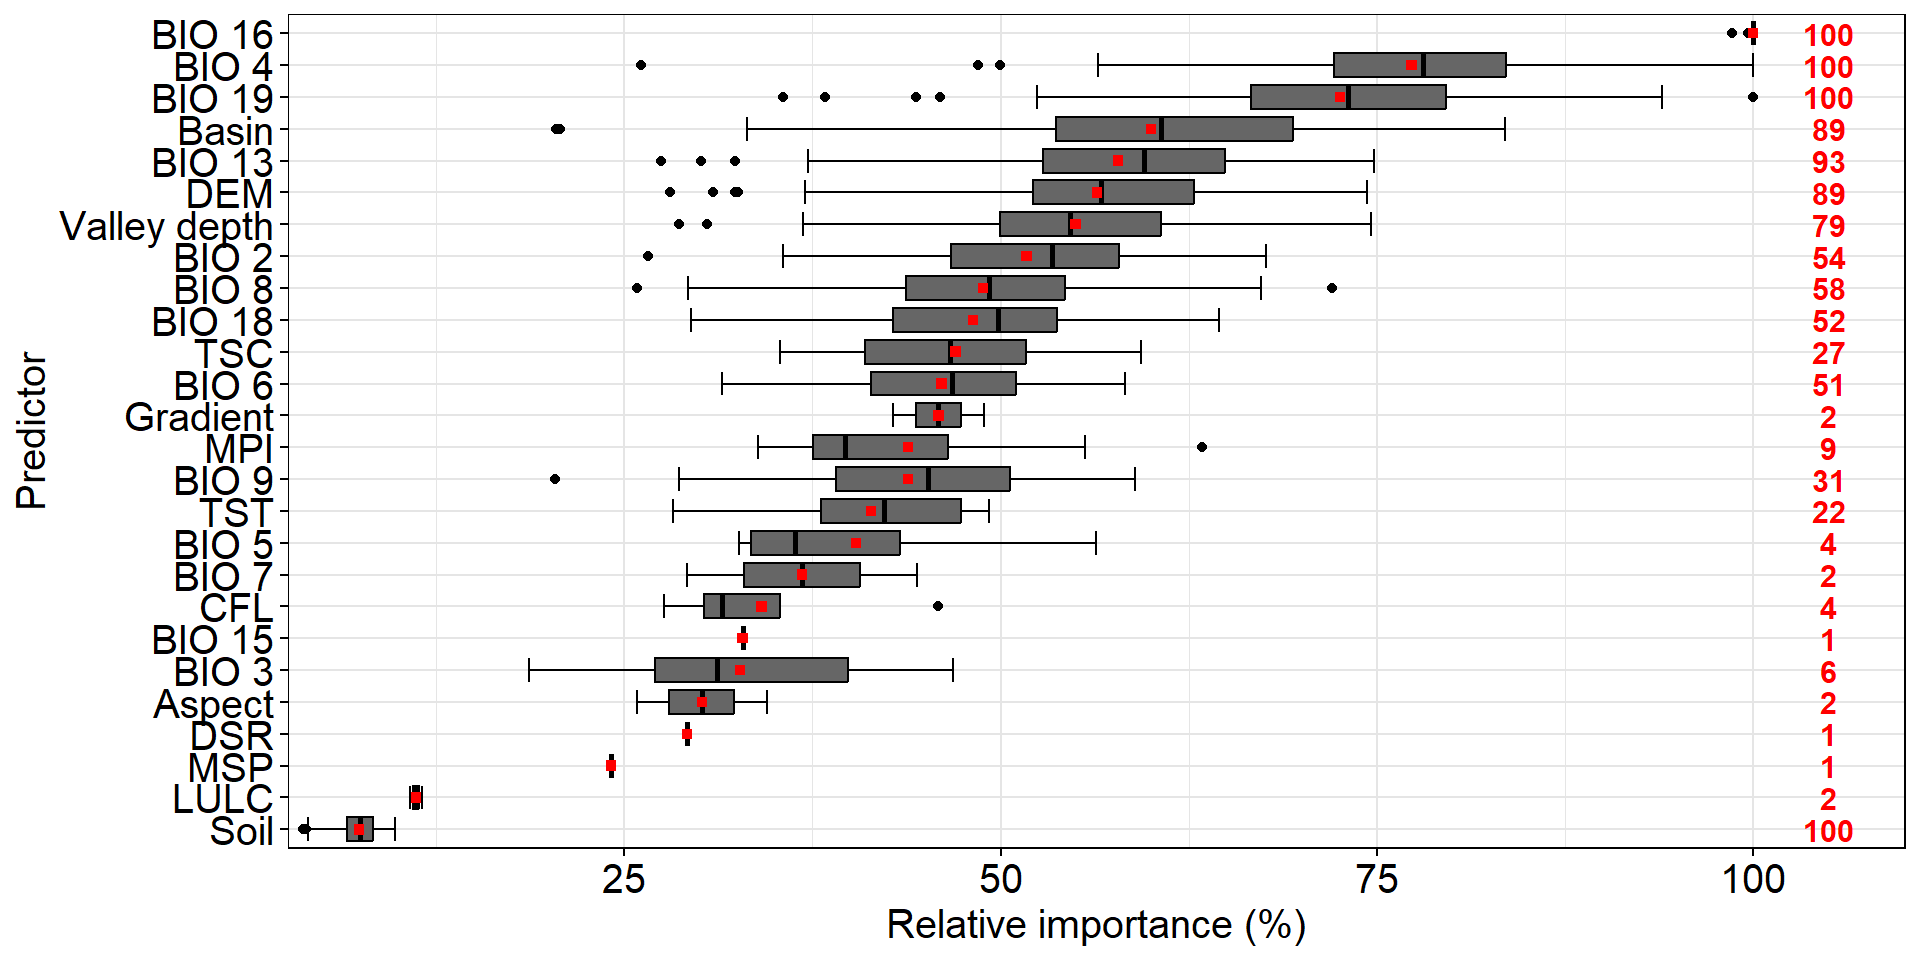 BIO 16 100
BIO 4 100
BIO 19 100
Basin 89
BIO 13 93
DEM 89
Valley depth 79
BIO 2 54
BIO 8 58
BIO 18 52
TSC 27
BIO 6 51
Gradient 2
MPI 9
BIO 9 31
TST 22
BIO 5 4
BIO 7 2
CFL 4
BIO 15 1
BIO 3 6
Aspect 2
DSR 1
MSP 1
LULC 2
Soil 100
Predictor
25 50 75 100
Relative importance (%)